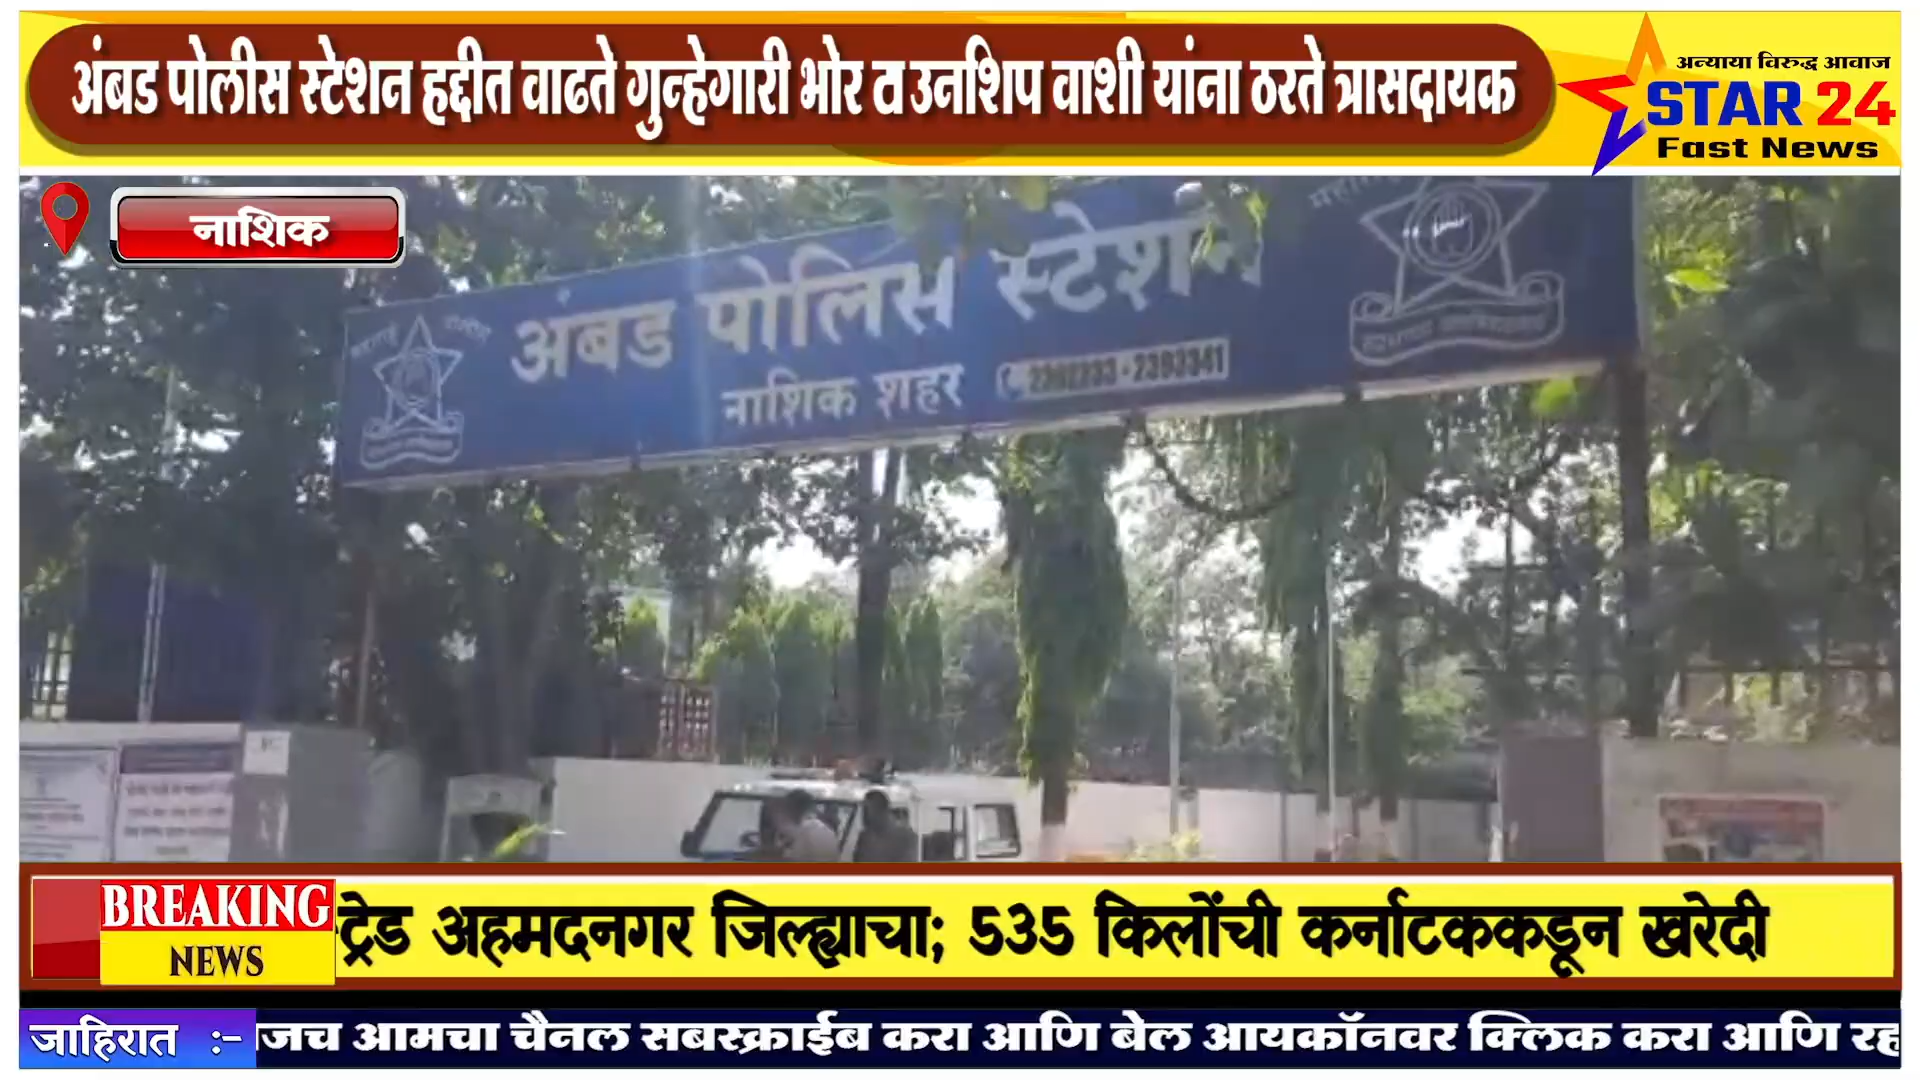 अंबड पोलीस स्टेशन हद्दीत वाढते गुन्हेगारी भोर टा उनशिप वाशी यांना ठरते त्रासदायक
अन्याया विरुद्ध आवाज
STAR 24
Fast News
नाशिक
अंबड पोलिस स्टेशन
नाशिक शहर
2393341
BREAKING
NEWS
ट्रेड अहमदनगर जिल्ह्याचा; 535 किलोंची कर्नाटककडून खरेदी
जाहिरात :-
जच आमचा चैनल सबस्क्राईब करा आणि बेल आयकॉनवर क्लिक करा आणि रह